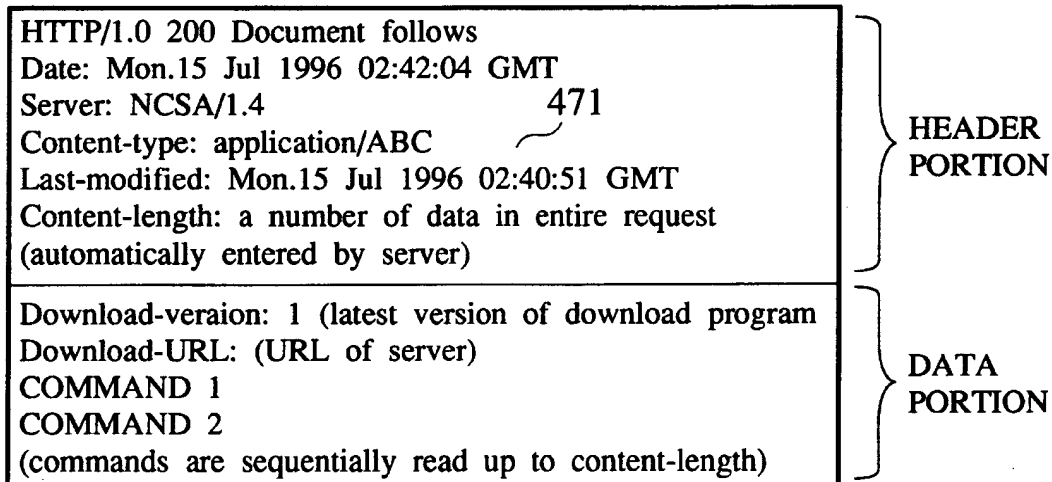 HTTP/1.0 200 Document follows
Date: Mon.15 Jul 1996 02:42:04 GMT
Server: NCSA/1.4
471
Content-type: application/ABC
Last-modified: Mon.15 Jul 1996 02:40:51 GMT
Content-length: a number of data in entire request
(automatically entered by server)
HEADER
PORTION
Download-veraion: 1 (latest version of download program
Download-URL: (URL of server)
COMMAND 1
COMMAND 2
(commands are sequentially read up to content-length)
DATA
PORTION